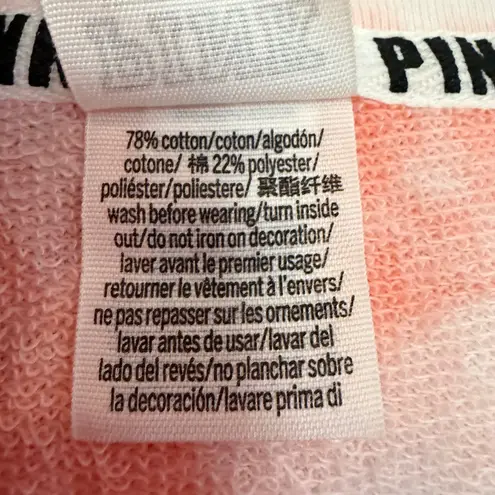 PIN
78% cotton/coton/algodón/
cotone/ 棉 22% polyester/
poliéster/poliestere/ 聚酯纤维
wash before wearing/turn inside
out/do not iron on decoration/
laver avant le premier usage/
retourner le vêtement à l'envers/
ne pas repasser sur les ornements/
lavar antes de usar/lavar del
lado del revés/no planchar sobre
la decoración/lavare prima di